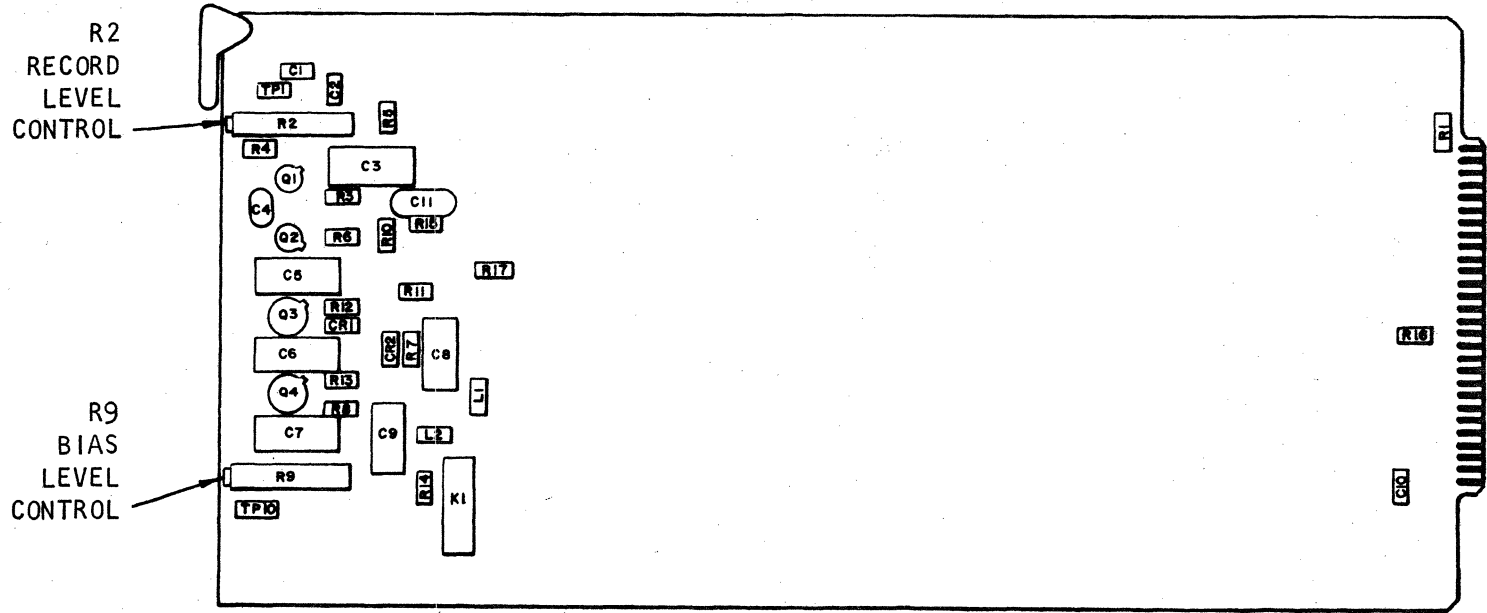 R2
RECORD
LEVEL
CONTROL
C1
TP1
C2
R2
R5
R4
C3
R1
Q1
R3
C4
C11
R15
Q2
R6
R10
C5
R17
R11
Q3
R12
CR1
C6
CR2
R7
C8
R16
Q4
R13
L1
R8
R9
BIAS
LEVEL
CONTROL
C7
C9
L2
R9
R14
K1
C10
TP10